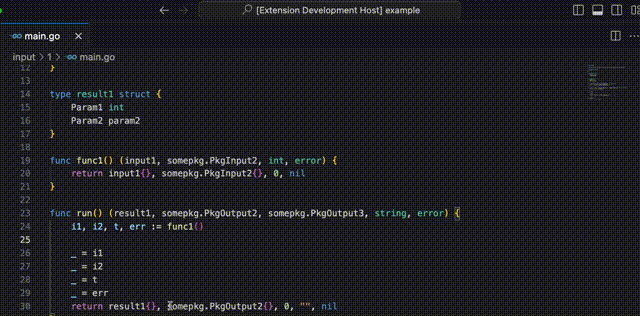 [Extension Development Host] example
main.go
input > 1 > main.go
12 }
13
14 type result1 struct {
15 Param1 int
16 Param2 param2
17 }
18
19 func func1() (input1, somepkg.PkgInput2, int, error) {
20 return input1{}, somepkg.PkgInput2{}, 0, nil
21 }
22
23 func run() (result1, somepkg.PkgOutput2, somepkg.PkgOutput3, string, error) {
24 i1, i2, t, err := func1()
25
26 _ = i1
27 _ = i2
28 _ = t
29 _ = err
30 return result1{}, somepkg.PkgOutput2{}, 0, "", nil